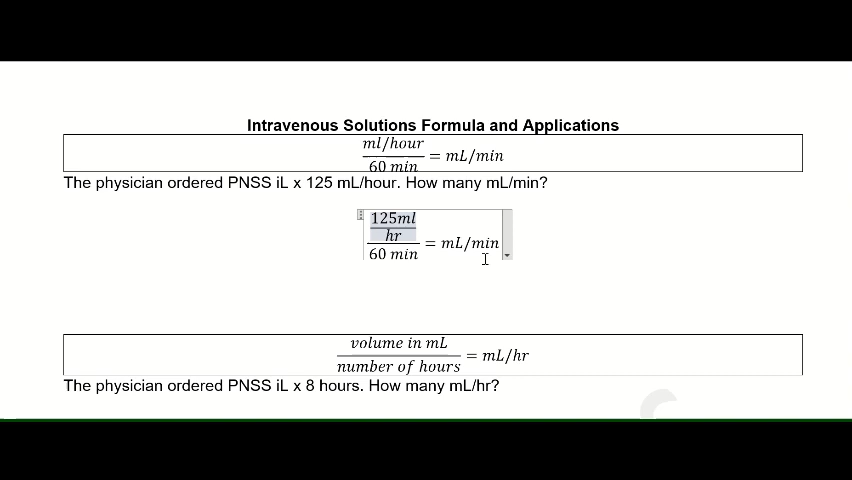 Intravenous Solutions Formula and Applications
ml/hour
60 min
= mL/min
The physician ordered PNSS iL x 125 mL/hour. How many mL/min?
125ml
hr
60 min
= mL/min
volume in mL
number of hours
= mL/hr
The physician ordered PNSS iL x 8 hours. How many mL/hr?